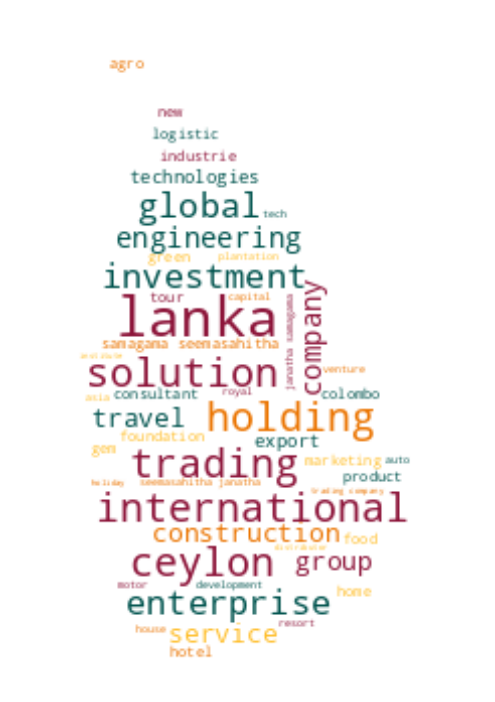 agro
new
logistic
industrie
technologies
global tech
engineering
green plantation
investment
tour capital
lanka
company
janatha samagama
samagama seemasahitha
institute
solution venture
asia consultant royal colombo
travel holding
foundation export
gem trading marketing auto
product
holiday seemasahitha janatha
trading company
international
construction food
distributor
ceylon group
motor development home
enterprise
house service resort
hotel